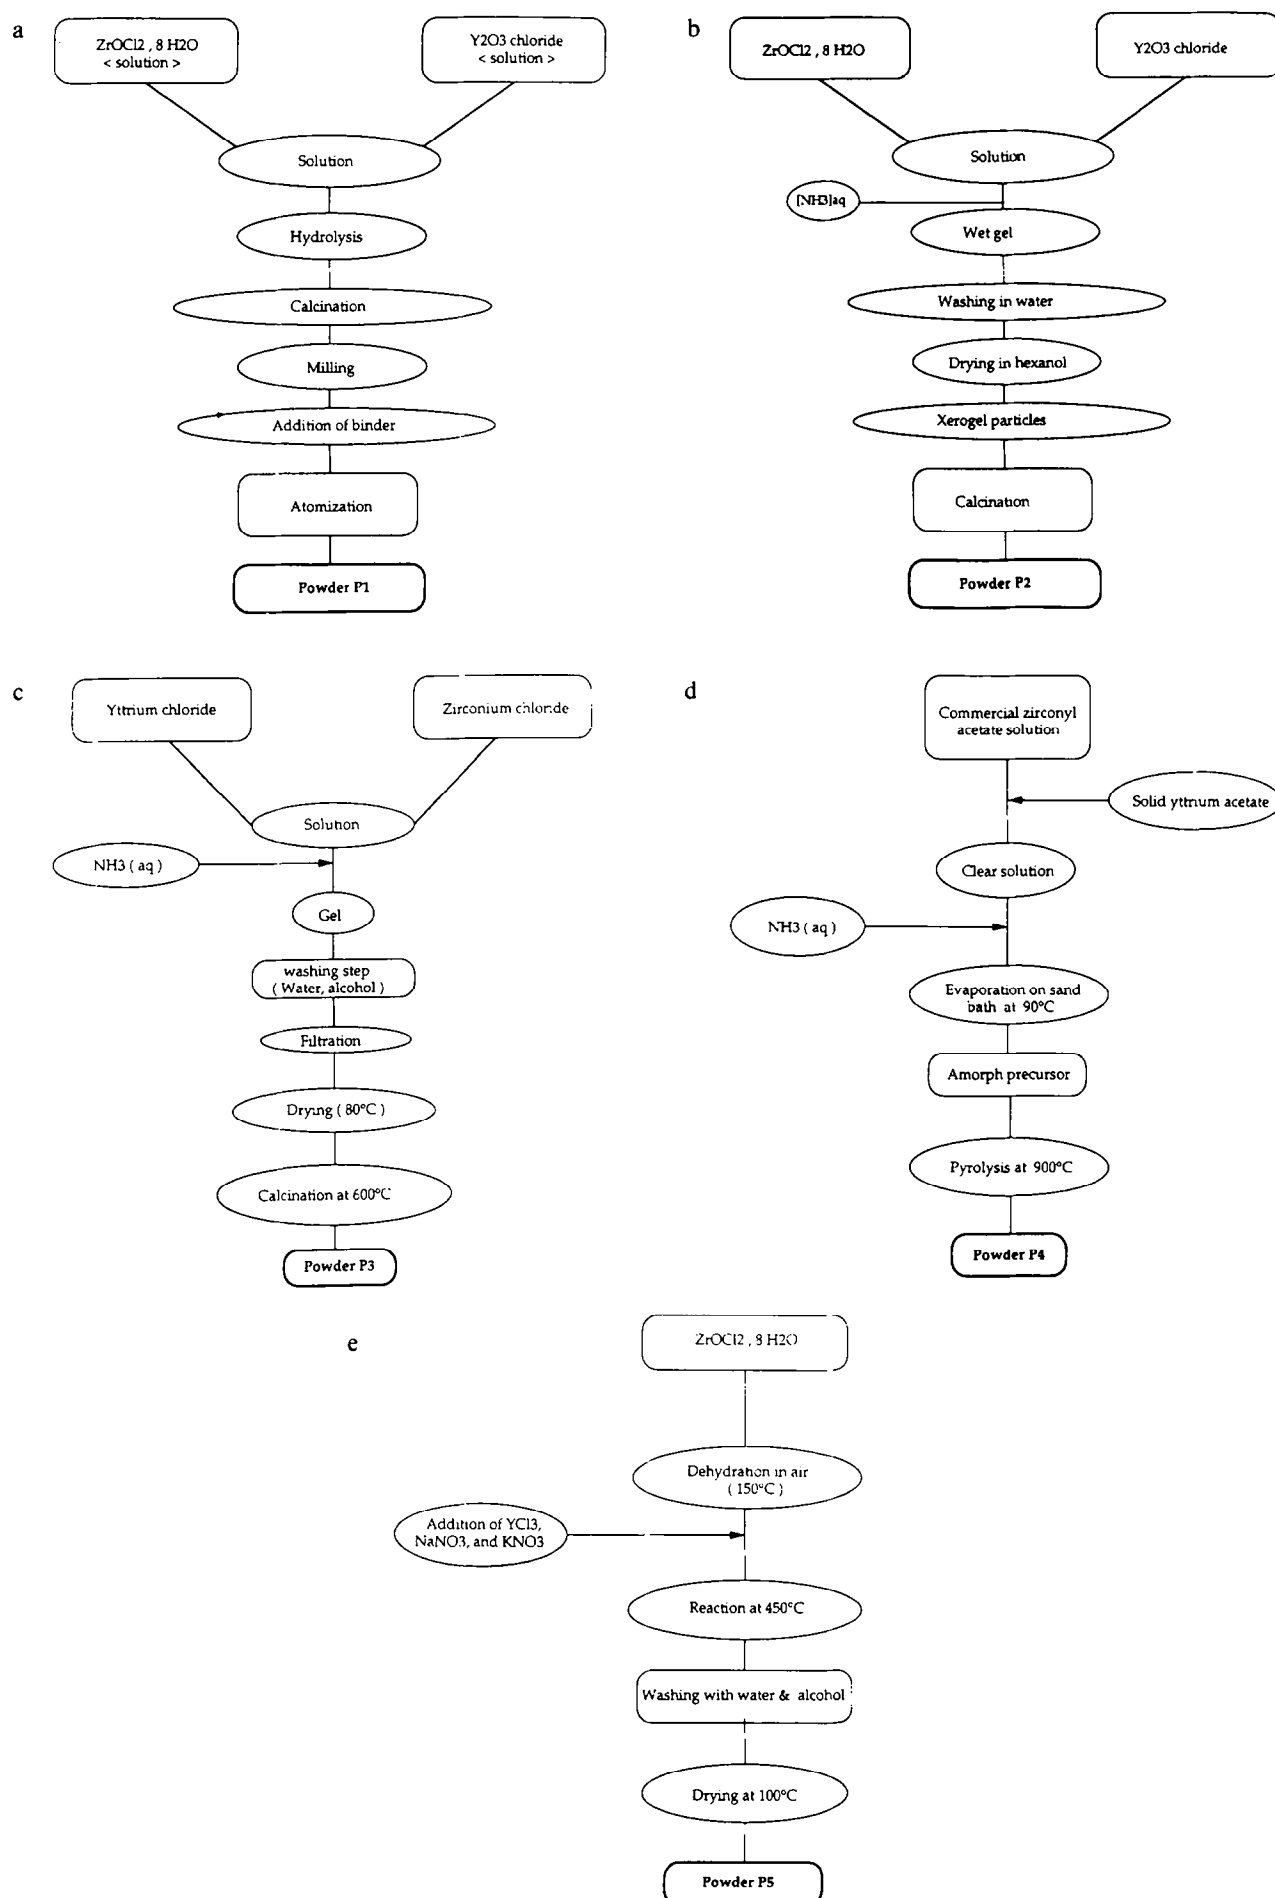 a
ZrOCl2 , 8 H2O
< solution >
Y2O3 chloride
< solution >
Solution
Hydrolysis
Calcination
Milling
Addition of binder
Atomization
Powder P1
b
ZrOCl2 , 8 H2O
Y2O3 chloride
Solution
[NH3]aq
Wet gel
Washing in water
Drying in hexanol
Xerogel particles
Calcination
Powder P2
c
Yttrium chloride
Zirconium chloride
Solution
NH3 ( aq )
Gel
washing step
( Water, alcohol )
Filtration
Drying ( 80°C )
Calcination at 600°C
Powder P3
d
Commercial zirconyl
acetate solution
Solid yttrium acetate
Clear solution
NH3 ( aq )
Evaporation on sand
bath at 90°C
Amorph precursor
Pyrolysis at 900°C
Powder P4
e
ZrOCl2 , 8 H2O
Dehydration in air
( 150°C )
Addition of YCl3,
NaNO3, and KNO3
Reaction at 450°C
Washing with water & alcohol
Drying at 100°C
Powder P5